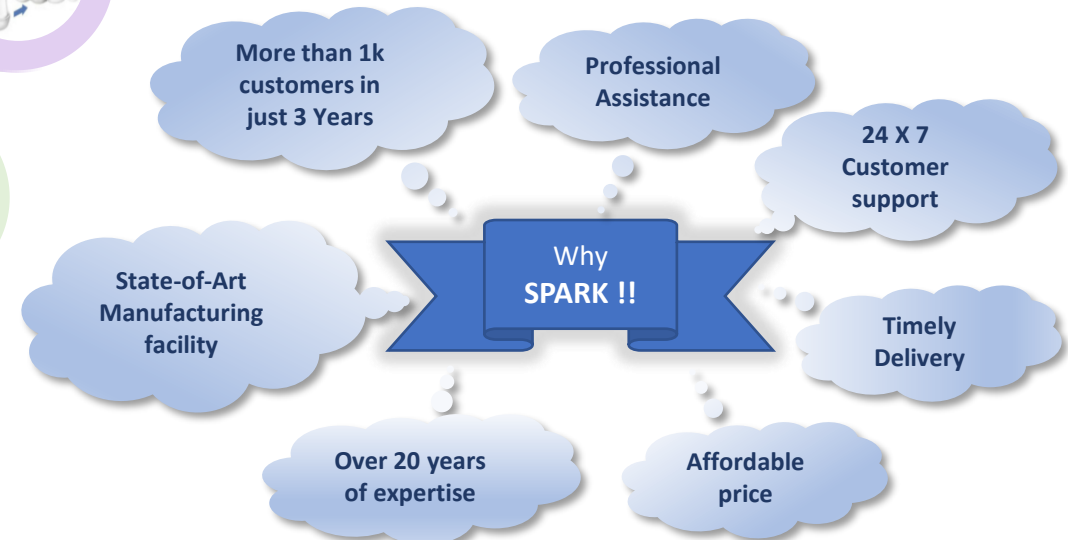 More than 1k
customers in
just 3 Years
Professional
Assistance
24 X 7
Customer
support
Why
SPARK !!
State-of-Art
Manufacturing
facility
Timely
Delivery
Over 20 years
of expertise
Affordable
price